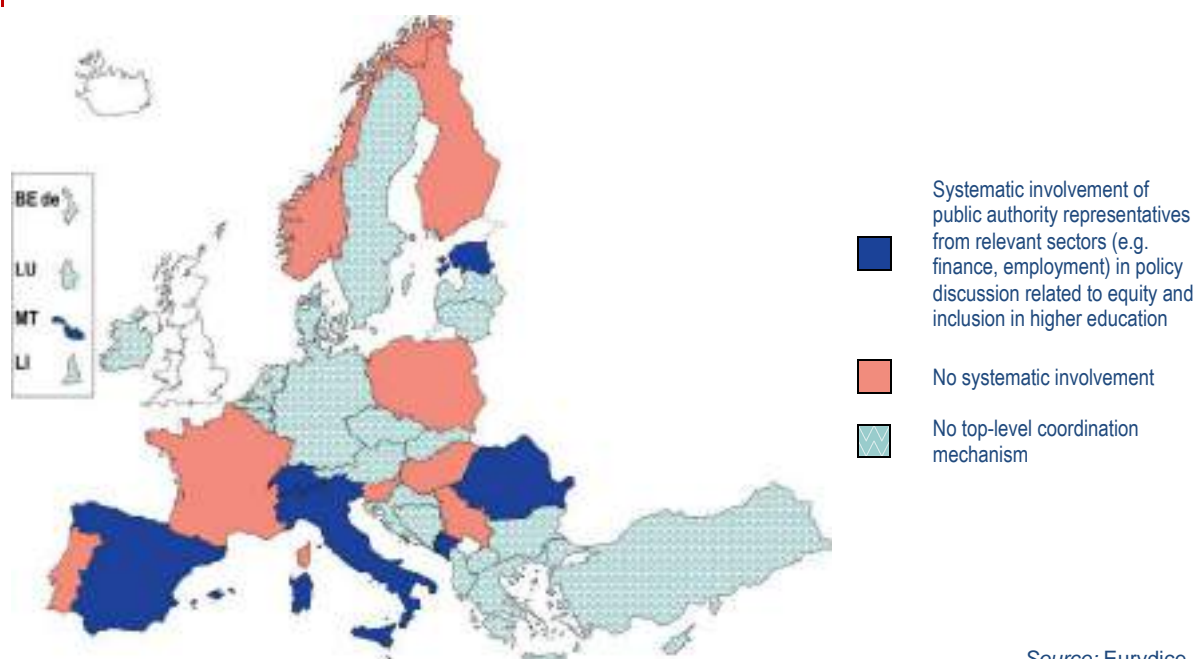 BE de
LU
MT
LI
Systematic involvement of
public authority representatives
from relevant sectors (e.g.
finance, employment) in policy
discussion related to equity and
inclusion in higher education
No systematic involvement
No top-level coordination
mechanism
Source: Eurydice